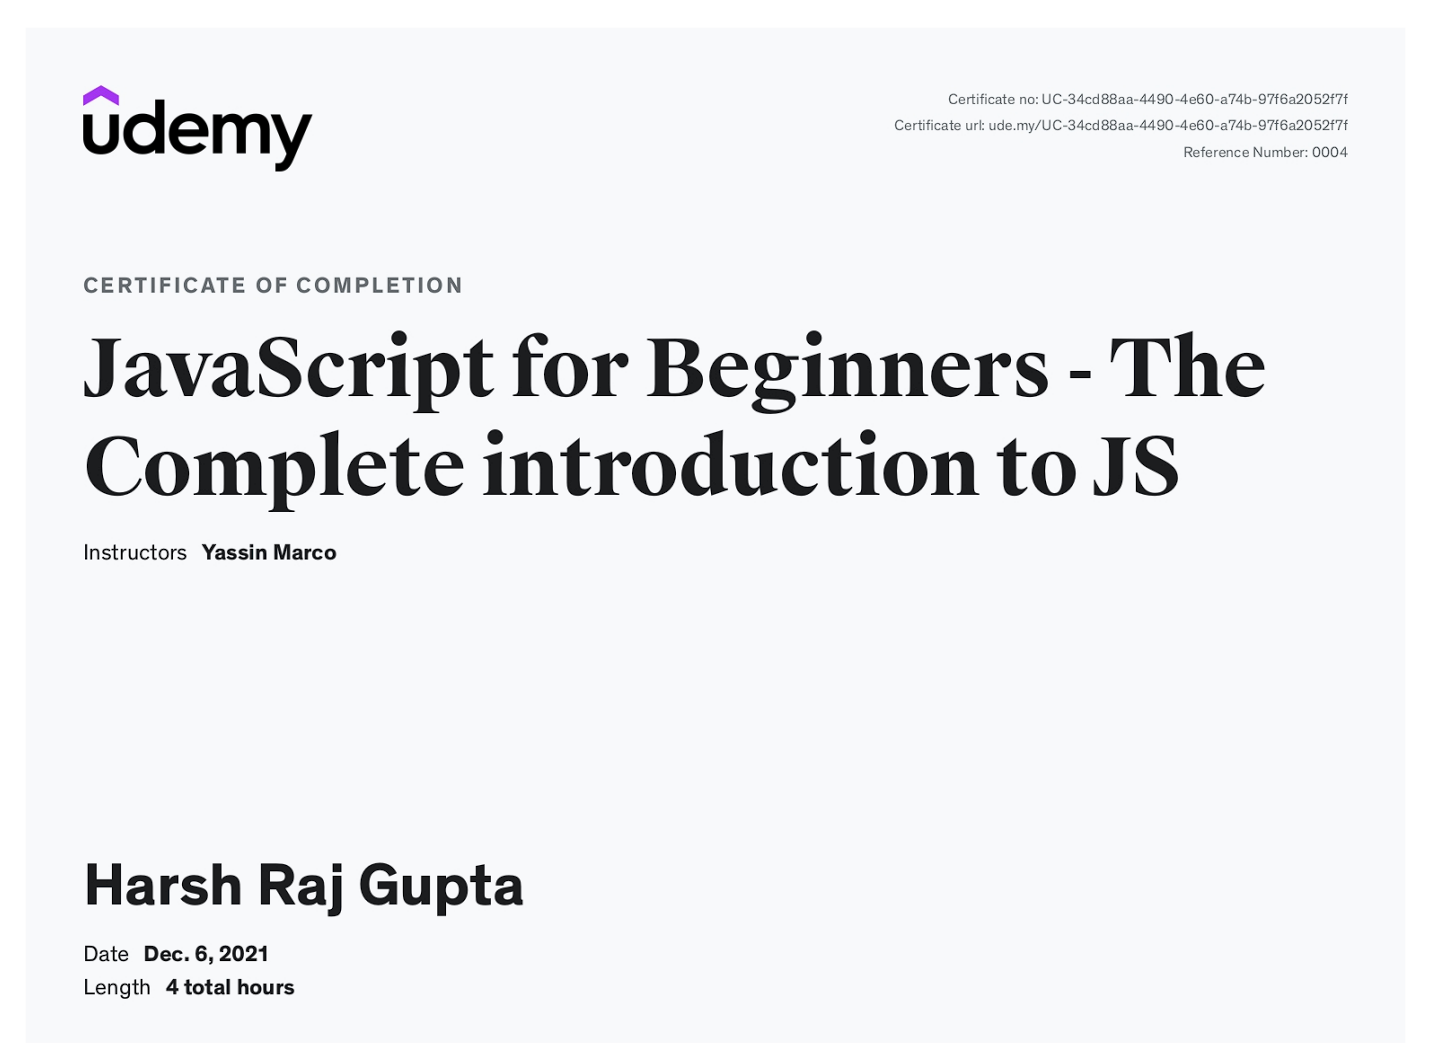 udemy
Certificate no: UC-34cd88aa-4490-4e60-a74b-97f6a2052f7f
Certificate url: ude.my/UC-34cd88aa-4490-4e60-a74b-97f6a2052f7f
Reference Number: 0004
CERTIFICATE OF COMPLETION
JavaScript for Beginners - The
Complete introduction to JS
Instructors Yassin Marco
Harsh Raj Gupta
Date Dec. 6, 2021
Length 4 total hours